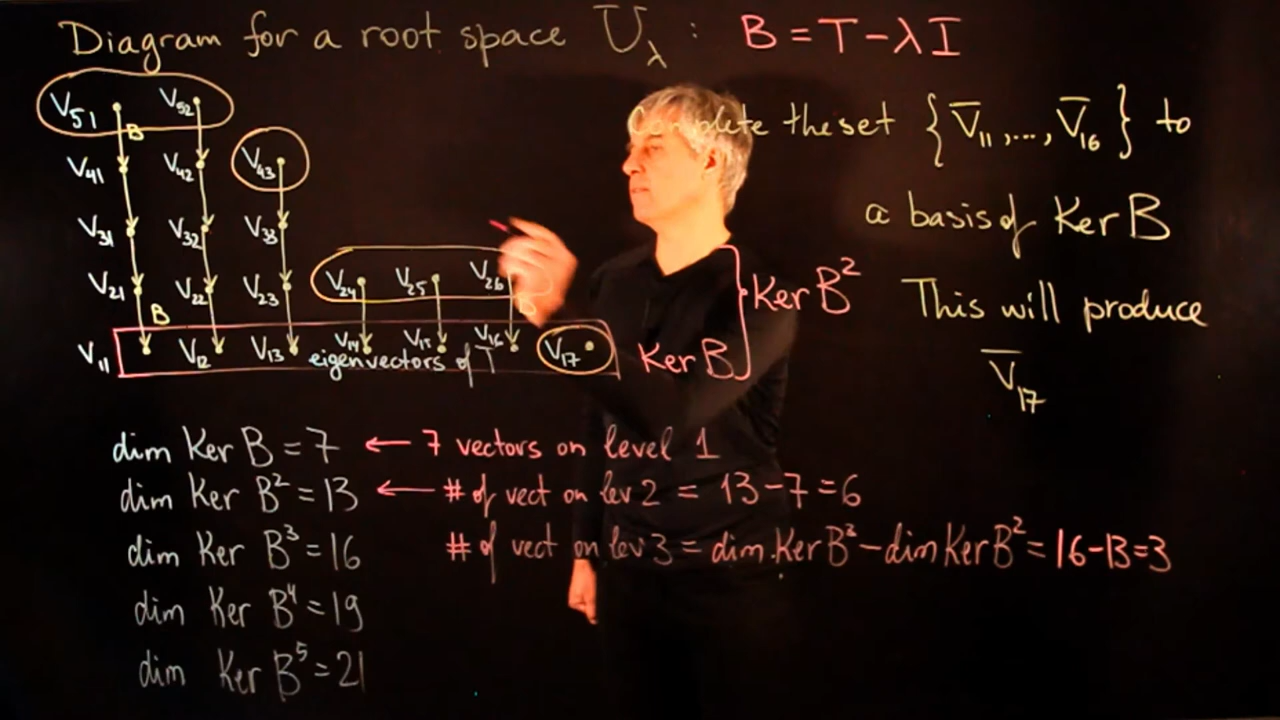 Diagram for a root space U_λ : B = T - λI
V51 V52
B
V41 V42 V43
V31 V32 V33
V21 V22 V23 V24 V25 V26
B B
V11 V12 V13 V14 V15 V16 V17
eigenvectors of T
Ker B
Ker B²
Complete the set {V̄11, ..., V̄16} to
a basis of Ker B
This will produce
V̄17
dim Ker B = 7 ← 7 vectors on level 1
dim Ker B² = 13 ← # of vect on lev 2 = 13 - 7 = 6
dim Ker B³ = 16 # of vect on lev 3 = dim Ker B³ - dim Ker B² = 16 - 13 = 3
dim Ker B⁴ = 19
dim Ker B⁵ = 21